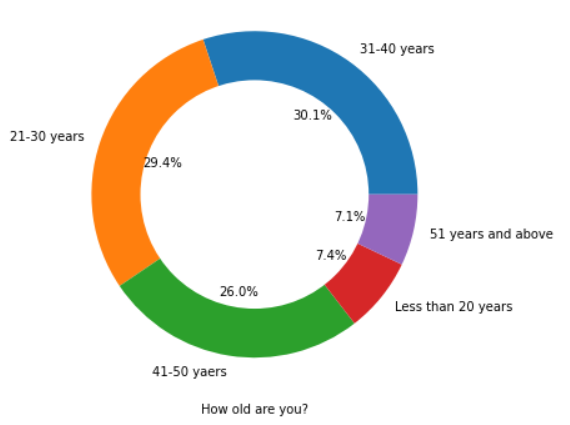 31-40 years
30.1%
21-30 years
29.4%
7.1%
51 years and above
7.4%
26.0%
Less than 20 years
41-50 yaers
How old are you?